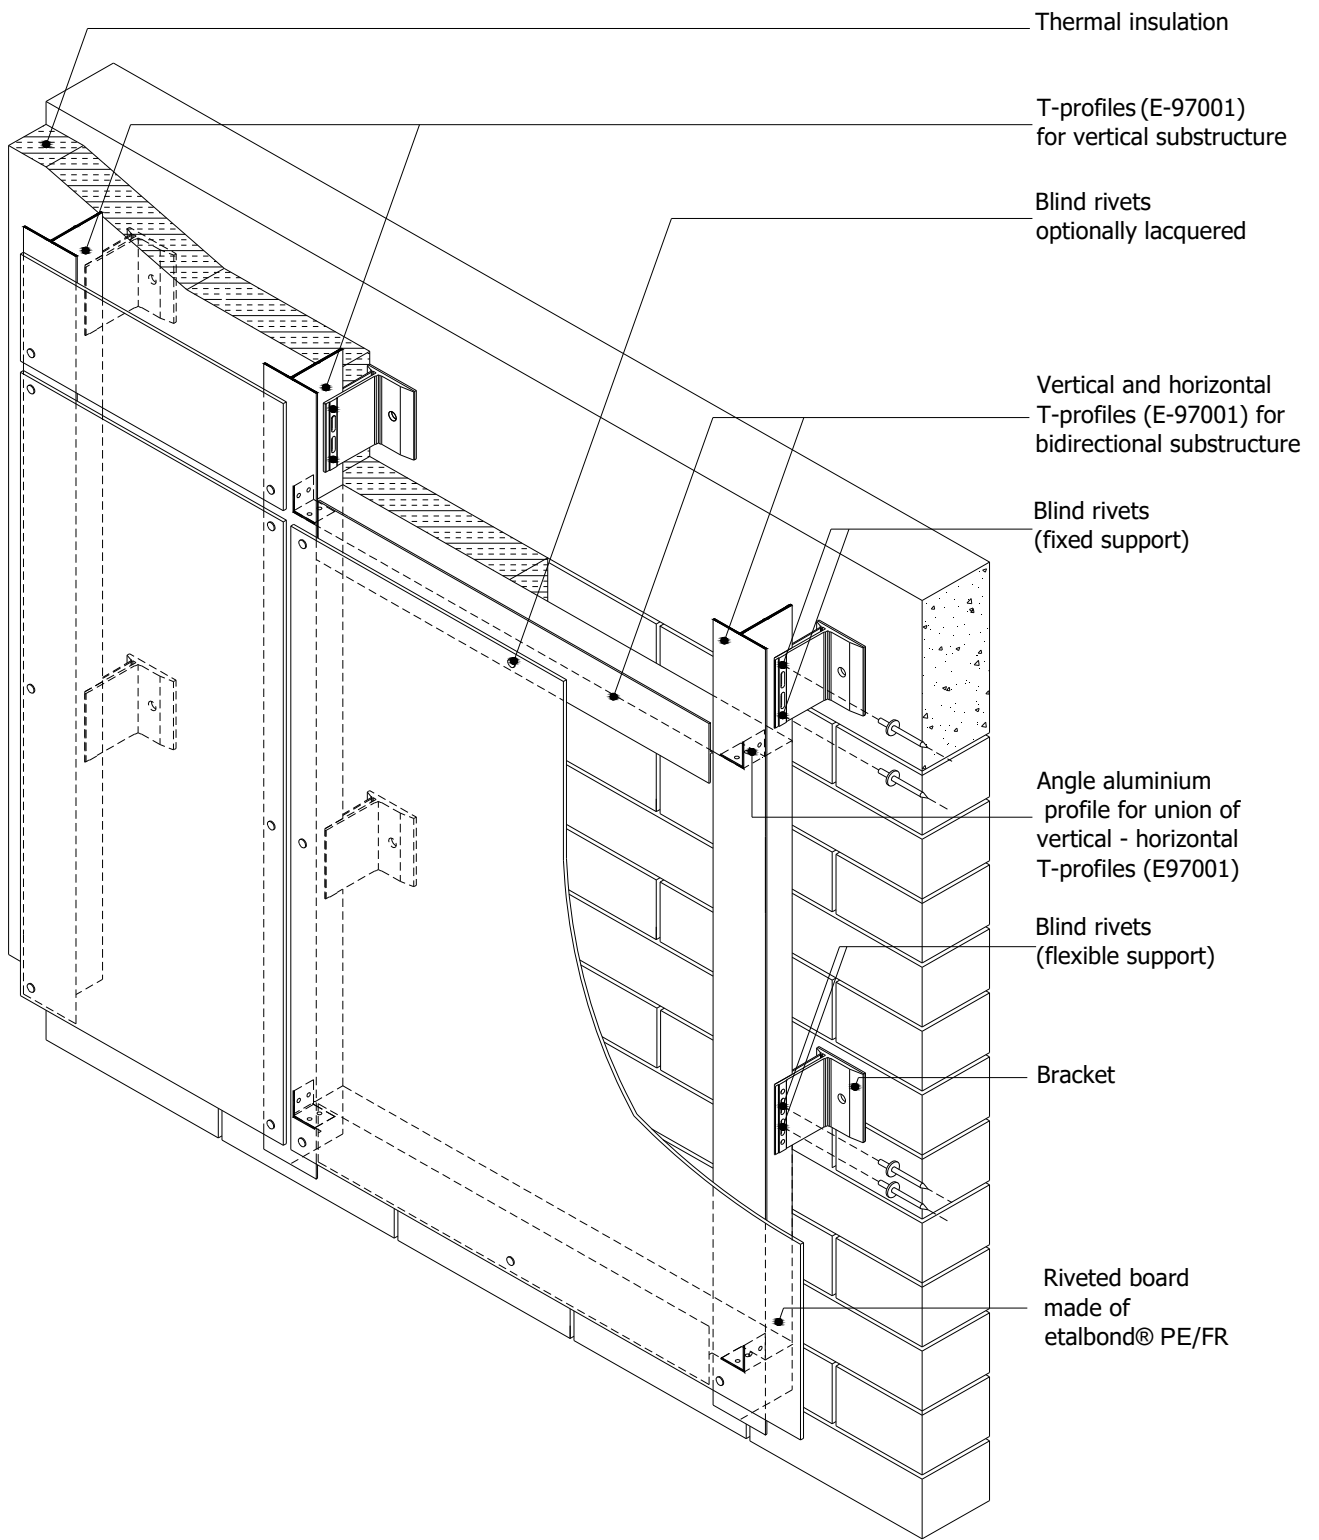 Thermal insulation
T-profiles (E-97001)
for vertical substructure
Blind rivets
optionally lacquered
Vertical and horizontal
T-profiles (E-97001) for
bidirectional substructure
Blind rivets
(fixed support)
Angle aluminium
profile for union of
vertical - horizontal
T-profiles (E97001)
Blind rivets
(flexible support)
Bracket
Riveted board
made of
etalbond® PE/FR